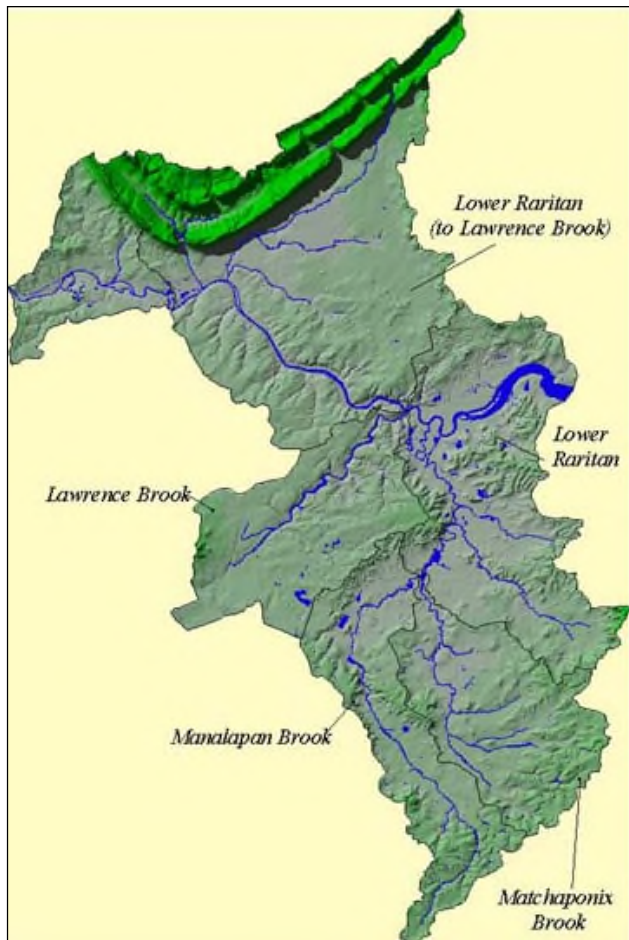 Lower Raritan
(to Lawrence Brook)
Lower
Raritan
Lawrence Brook
Manalapan Brook
Matchaponix
Brook